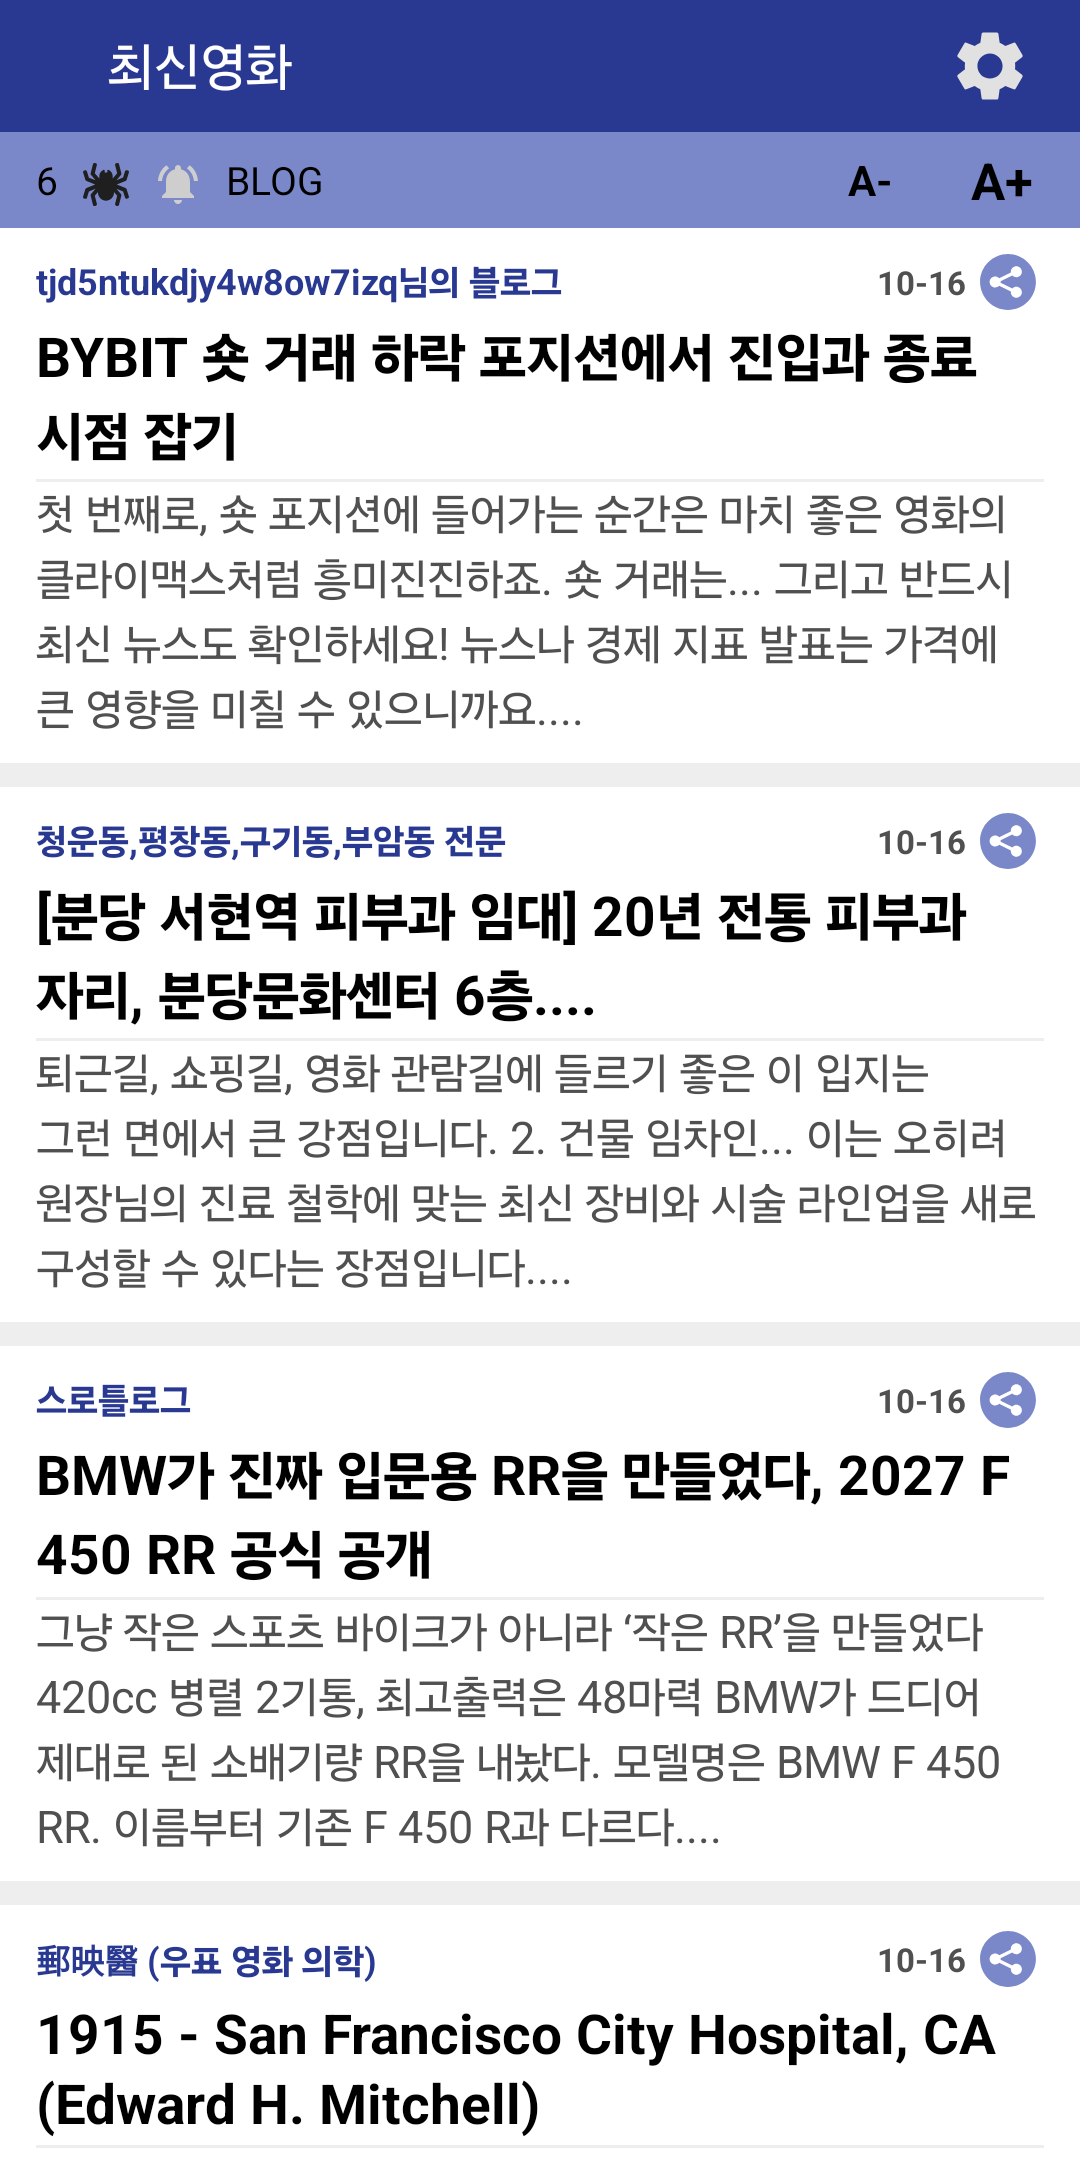 최신영화
6 BLOG A- A+
tjd5ntukdjy4w8ow7izq님의 블로그 10-16
BYBIT 숏 거래 하락 포지션에서 진입과 종료
시점 잡기
첫 번째로, 숏 포지션에 들어가는 순간은 마치 좋은 영화의
클라이맥스처럼 흥미진진하죠. 숏 거래는... 그리고 반드시
최신 뉴스도 확인하세요! 뉴스나 경제 지표 발표는 가격에
큰 영향을 미칠 수 있으니까요....
청운동,평창동,구기동,부암동 전문 10-16
[분당 서현역 피부과 임대] 20년 전통 피부과
자리, 분당문화센터 6층....
퇴근길, 쇼핑길, 영화 관람길에 들르기 좋은 이 입지는
그런 면에서 큰 강점입니다. 2. 건물 임차인... 이는 오히려
원장님의 진료 철학에 맞는 최신 장비와 시술 라인업을 새로
구성할 수 있다는 장점입니다....
스로틀로그 10-16
BMW가 진짜 입문용 RR을 만들었다, 2027 F
450 RR 공식 공개
그냥 작은 스포츠 바이크가 아니라 ‘작은 RR’을 만들었다
420cc 병렬 2기통, 최고출력은 48마력 BMW가 드디어
제대로 된 소배기량 RR을 내놨다. 모델명은 BMW F 450
RR. 이름부터 기존 F 450 R과 다르다....
郵映醫 (우표 영화 의학) 10-16
1915 - San Francisco City Hospital, CA
(Edward H. Mitchell)